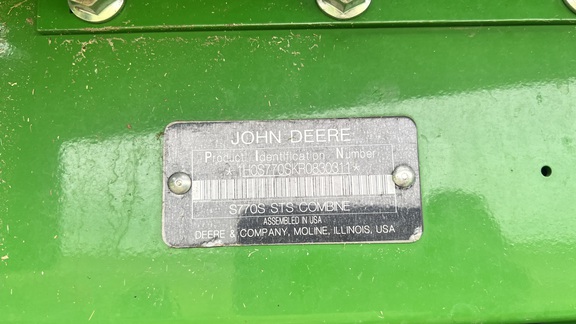 JOHN DEERE
Product Identification Number
*1H0S770SKR0830311*
S770S STS COMBINE
ASSEMBLED IN USA
DEERE & COMPANY, MOLINE, ILLINOIS, USA